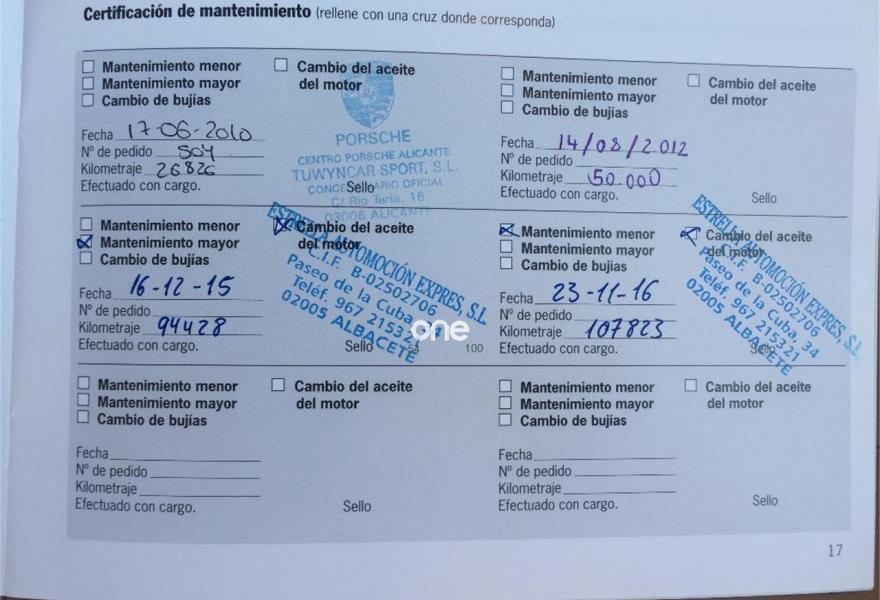 Certificación de mantenimiento (rellene con una cruz donde corresponda)
Mantenimiento menor
Mantenimiento mayor
Cambio de bujías
Cambio del aceite
del motor
Fecha 17-06-2010
Nº de pedido 504
Kilometraje 26826
Efectuado con cargo.
Sello
PORSCHE
CENTRO PORSCHE ALICANTE
TUWYNCAR SPORT, S.L.
CONCESIONARIO OFICIAL
C/ Río Turia, 16
03006 ALICANTE
Mantenimiento menor
Mantenimiento mayor
Cambio de bujías
Cambio del aceite
del motor
Fecha 14/08/2.012
Nº de pedido
Kilometraje 50.000
Efectuado con cargo.
Sello
Mantenimiento menor
Mantenimiento mayor
Cambio de bujías
Cambio del aceite
del motor
Fecha 16-12-15
Nº de pedido
Kilometraje 94428
Efectuado con cargo.
Sello
ESTRELLA AUTOMOCIÓN EXPRES, S.L.
C.I.F. B-02502706
Paseo de la Cuba, 34
Teléf. 967 215321
02005 ALBACETE
one
100
Mantenimiento menor
Mantenimiento mayor
Cambio de bujías
Cambio del aceite
del motor
Fecha 23-11-16
Nº de pedido
Kilometraje 107823
Efectuado con cargo.
Sello
ESTRELLA AUTOMOCIÓN EXPRES, S.L.
C.I.F. B-02502706
Paseo de la Cuba, 34
Teléf. 967 215321
02005 ALBACETE
Mantenimiento menor
Mantenimiento mayor
Cambio de bujías
Cambio del aceite
del motor
Fecha
Nº de pedido
Kilometraje
Efectuado con cargo.
Sello
Mantenimiento menor
Mantenimiento mayor
Cambio de bujías
Cambio del aceite
del motor
Fecha
Nº de pedido
Kilometraje
Efectuado con cargo.
Sello
17